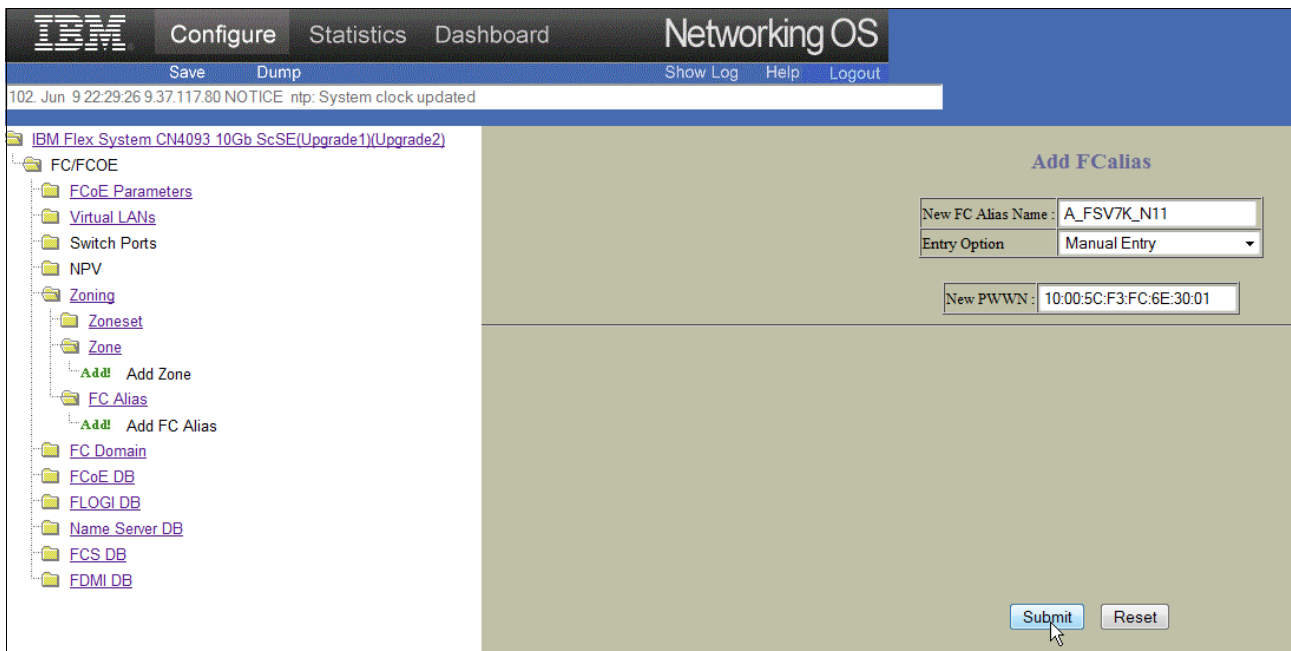 IBM. Configure Statistics Dashboard Networking OS
Save Dump Show Log Help Logout
102. Jun 9 22:29:26 9.37.117.80 NOTICE ntp: System clock updated
IBM Flex System CN4093 10Gb ScSE(Upgrade1)(Upgrade2)
FC/FCOE
FCoE Parameters
Virtual LANs
Switch Ports
NPV
Zoning
Zoneset
Zone
Add! Add Zone
FC Alias
Add! Add FC Alias
FC Domain
FCoE DB
FLOGI DB
Name Server DB
FCS DB
FDMI DB
Add FCalias
New FC Alias Name : A_FSV7K_N11
Entry Option Manual Entry
New PWWN : 10:00:5C:F3:FC:6E:30:01
Submit Reset